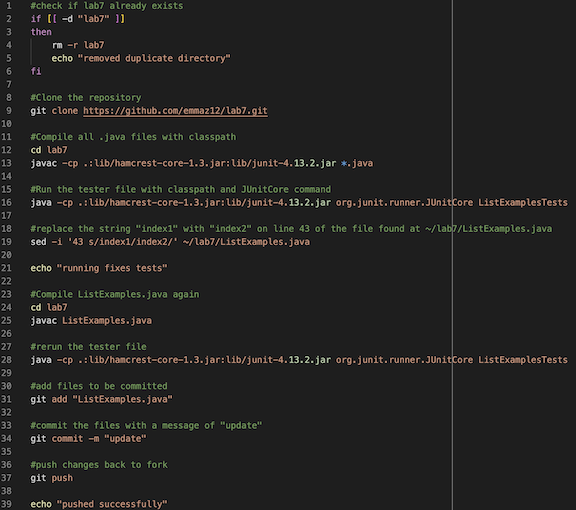 1 #check if lab7 already exists
2 if [[ -d "lab7" ]]
3 then
4 rm -r lab7
5 echo "removed duplicate directory"
6 fi
7
8 #Clone the repository
9 git clone https://github.com/emmaz12/lab7.git
10
11 #Compile all .java files with classpath
12 cd lab7
13 javac -cp .:lib/hamcrest-core-1.3.jar:lib/junit-4.13.2.jar *.java
14
15 #Run the tester file with classpath and JUnitCore command
16 java -cp .:lib/hamcrest-core-1.3.jar:lib/junit-4.13.2.jar org.junit.runner.JUnitCore ListExamplesTests
17
18 #replace the string "index1" with "index2" on line 43 of the file found at ~/lab7/ListExamples.java
19 sed -i '43 s/index1/index2/' ~/lab7/ListExamples.java
20
21 echo "running fixes tests"
22
23 #Compile ListExamples.java again
24 cd lab7
25 javac ListExamples.java
26
27 #rerun the tester file
28 java -cp .:lib/hamcrest-core-1.3.jar:lib/junit-4.13.2.jar org.junit.runner.JUnitCore ListExamplesTests
29
30 #add files to be committed
31 git add "ListExamples.java"
32
33 #commit the files with a message of "update"
34 git commit -m "update"
35
36 #push changes back to fork
37 git push
38
39 echo "pushed successfully"